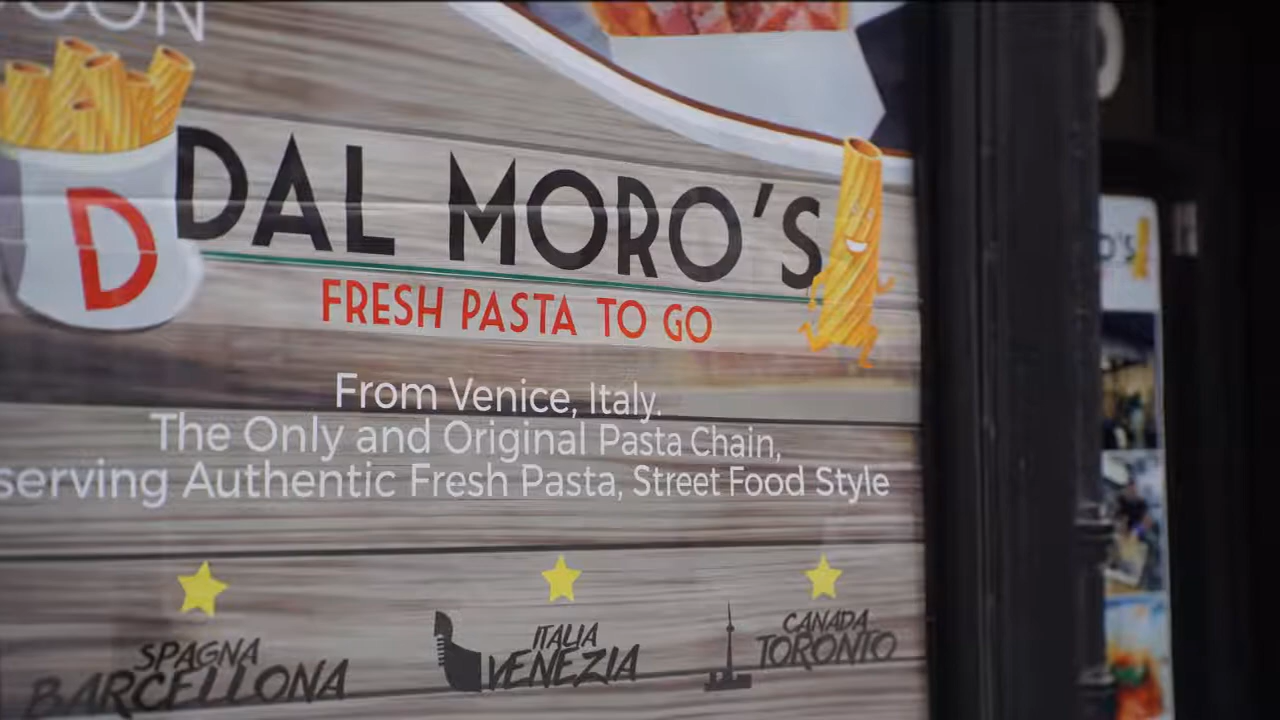 OON
D
DAL MORO'S
FRESH PASTA TO GO
From Venice, Italy.
The Only and Original Pasta Chain,
serving Authentic Fresh Pasta, Street Food Style
SPAGNA
BARCELLONA
ITALIA
VENEZIA
CANADA
TORONTO
O'S